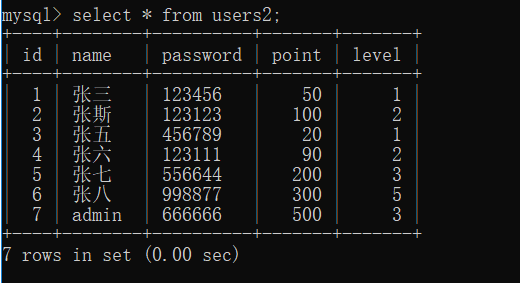 mysql> select * from users2;
+----+--------+----------+-------+-------+
| id | name   | password | point | level |
+----+--------+----------+-------+-------+
|  1 | 张三   | 123456   |    50 |     1 |
|  2 | 张斯   | 123123   |   100 |     2 |
|  3 | 张五   | 456789   |    20 |     1 |
|  4 | 张六   | 123111   |    90 |     2 |
|  5 | 张七   | 556644   |   200 |     3 |
|  6 | 张八   | 998877   |   300 |     5 |
|  7 | admin  | 666666   |   500 |     3 |
+----+--------+----------+-------+-------+
7 rows in set (0.00 sec)